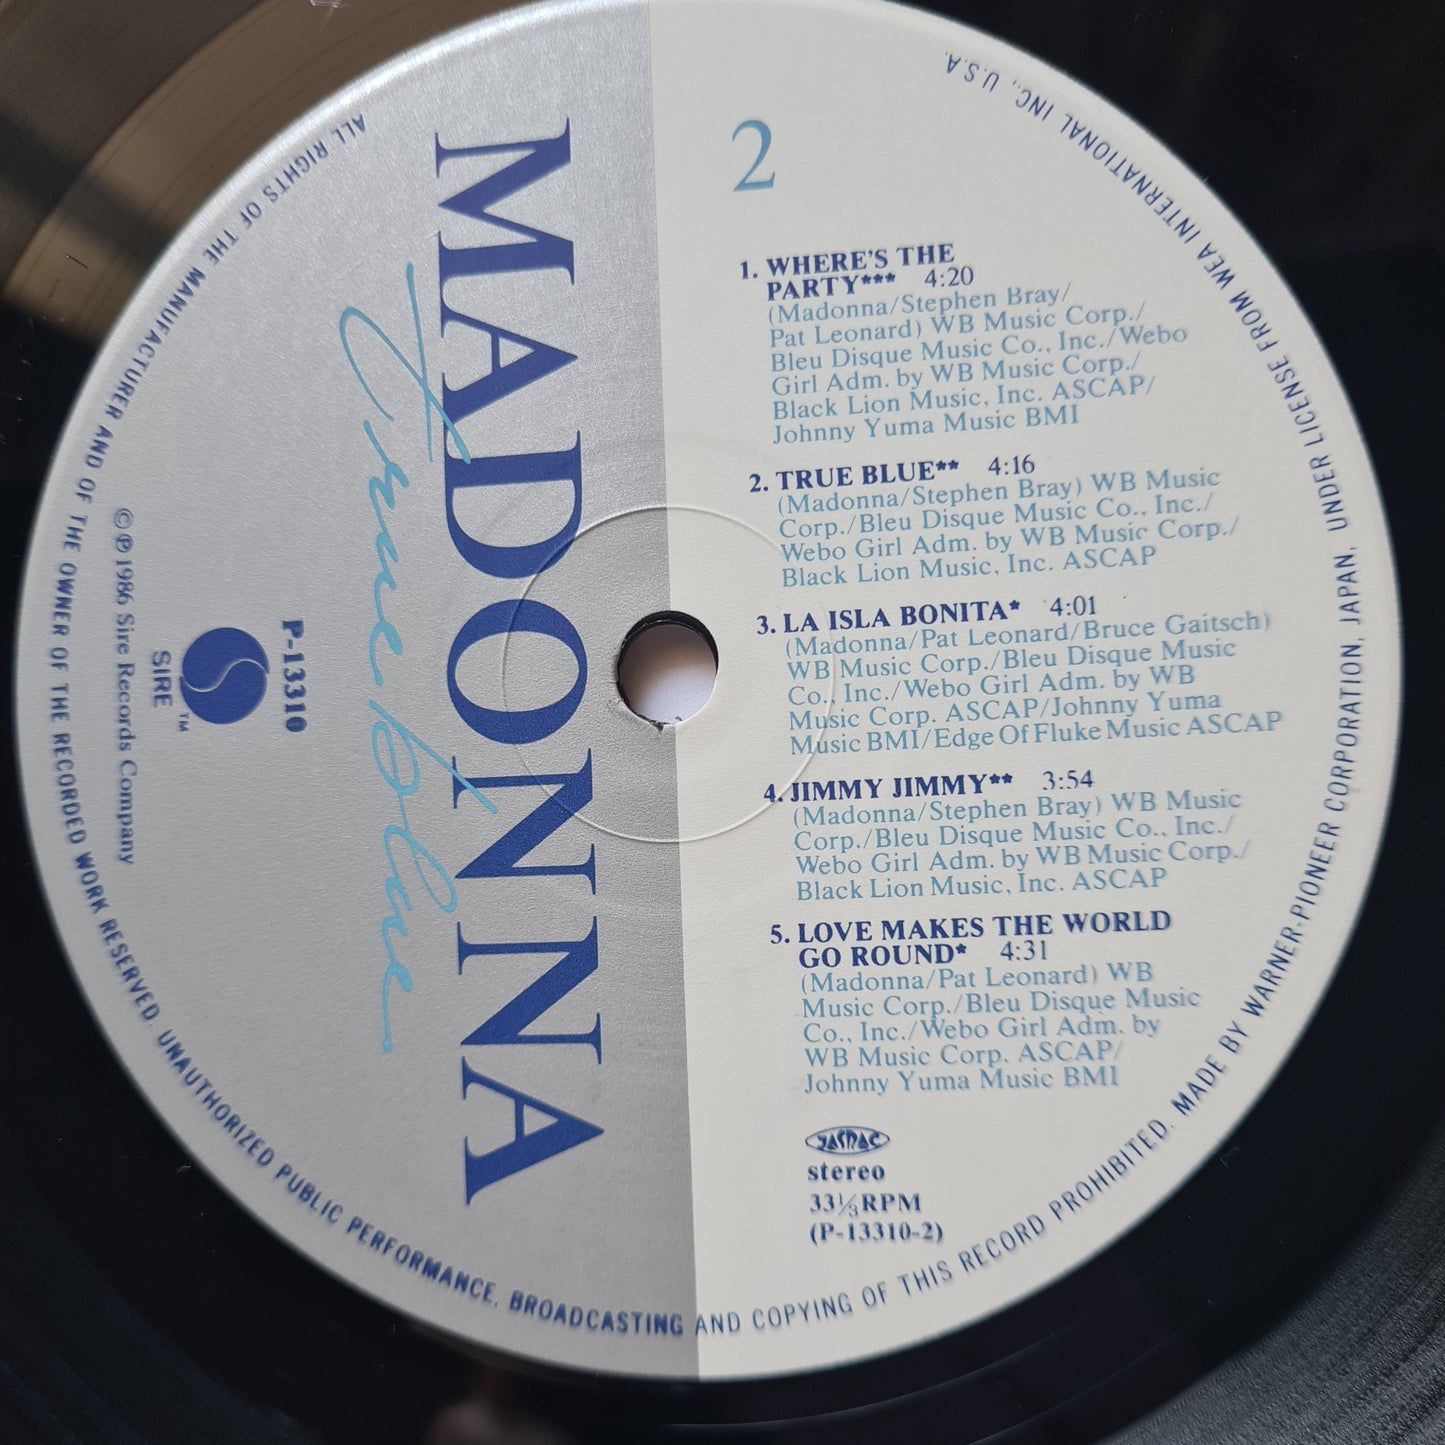 MADONNA
True blue
P-13310
SIRE
TM
©℗1986 Sire Records Company
2
1. WHERE'S THE
PARTY*** 4:20
(Madonna/Stephen Bray/
Pat Leonard) WB Music Corp./
Bleu Disque Music Co., Inc./Webo
Girl Adm. by WB Music Corp./
Black Lion Music, Inc. ASCAP/
Johnny Yuma Music BMI
2. TRUE BLUE** 4:16
(Madonna/Stephen Bray) WB Music
Corp./Bleu Disque Music Co., Inc./
Webo Girl Adm. by WB Music Corp./
Black Lion Music, Inc. ASCAP
3. LA ISLA BONITA* 4:01
(Madonna/Pat Leonard/Bruce Gaitsch)
WB Music Corp./Bleu Disque Music
Co., Inc./Webo Girl Adm. by WB
Music Corp. ASCAP/Johnny Yuma
Music BMI/Edge Of Fluke Music ASCAP
4. JIMMY JIMMY** 3:54
(Madonna/Stephen Bray) WB Music
Corp./Bleu Disque Music Co., Inc./
Webo Girl Adm. by WB Music Corp./
Black Lion Music, Inc. ASCAP
5. LOVE MAKES THE WORLD
GO ROUND* 4:31
(Madonna/Pat Leonard) WB
Music Corp./Bleu Disque Music
Co., Inc./Webo Girl Adm. by
WB Music Corp. ASCAP/
Johnny Yuma Music BMI
JASRAC
stereo
33⅓RPM
(P-13310-2)
ALL RIGHTS OF THE MANUFACTURER AND OF THE OWNER OF THE RECORDED WORK RESERVED. UNAUTHORIZED PUBLIC PERFORMANCE, BROADCASTING AND COPYING OF THIS RECORD PROHIBITED. MADE BY WARNER-PIONEER CORPORATION, JAPAN, UNDER LICENSE FROM WEA INTERNATIONAL INC., U.S.A.